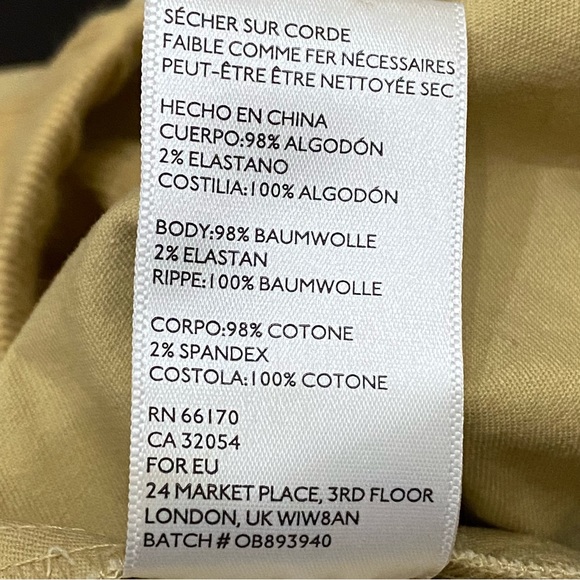 SÉCHER SUR CORDE
FAIBLE COMME FER NÉCESSAIRES
PEUT-ÊTRE ÊTRE NETTOYÉE SEC
HECHO EN CHINA
CUERPO:98% ALGODÓN
2% ELASTANO
COSTILIA:100% ALGODÓN
BODY:98% BAUMWOLLE
2% ELASTAN
RIPPE:100% BAUMWOLLE
CORPO:98% COTONE
2% SPANDEX
COSTOLA:100% COTONE
RN 66170
CA 32054
FOR EU
24 MARKET PLACE, 3RD FLOOR
LONDON, UK WIW8AN
BATCH # OB893940